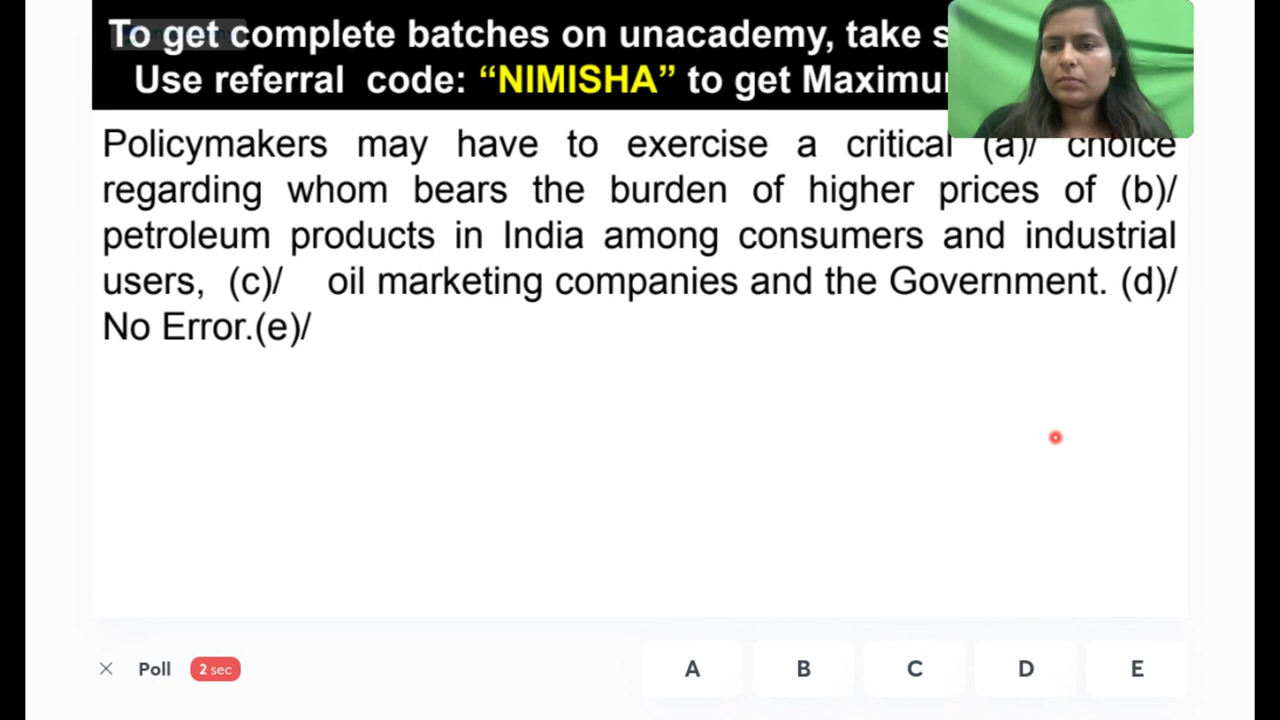 To get complete batches on unacademy, take s
Use referral code: “NIMISHA” to get Maximu
Policymakers may have to exercise a critical (a)/ choice
regarding whom bears the burden of higher prices of (b)/
petroleum products in India among consumers and industrial
users, (c)/ oil marketing companies and the Government. (d)/
No Error.(e)/
Poll 2 sec A B C D E